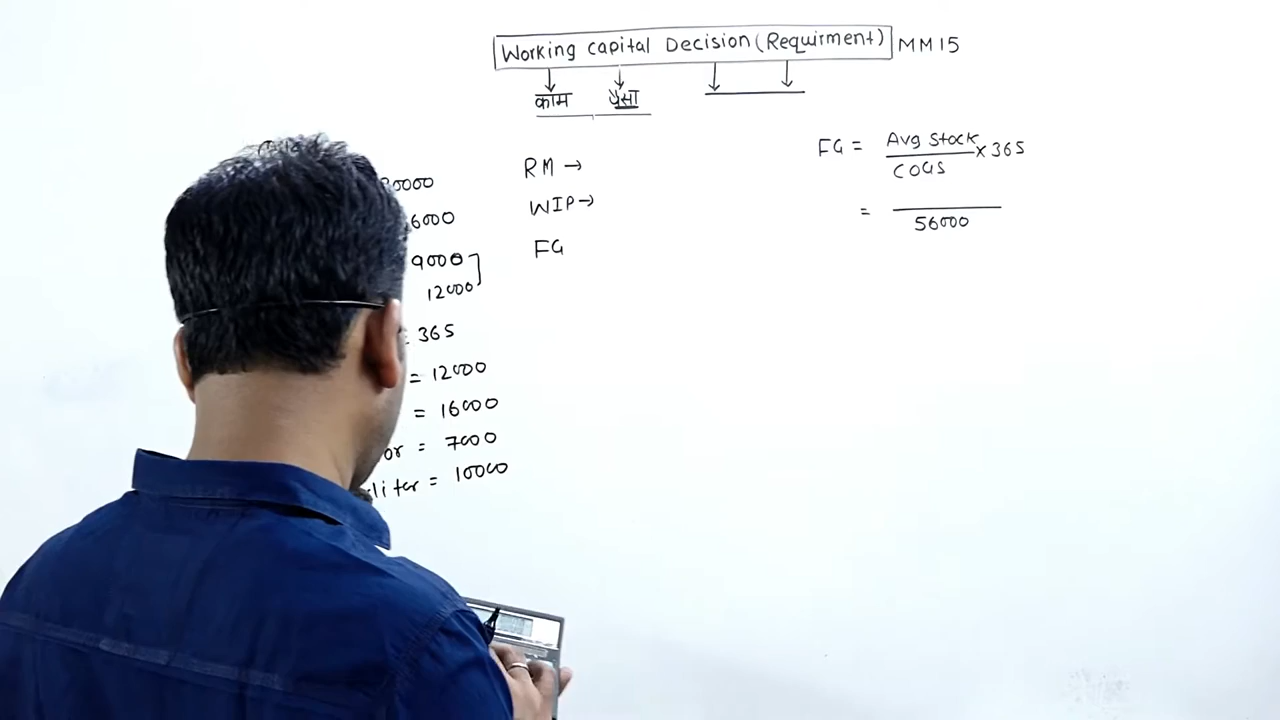 Working Capital Decision (Requirment) MM15
काम पैसा
0000
6000
9000
12000
= 365
= 12000
= 16000
or = 7000
liter = 10000
RM →
WIP →
FG
FG = Avg Stock / COGS × 365
= / 56000